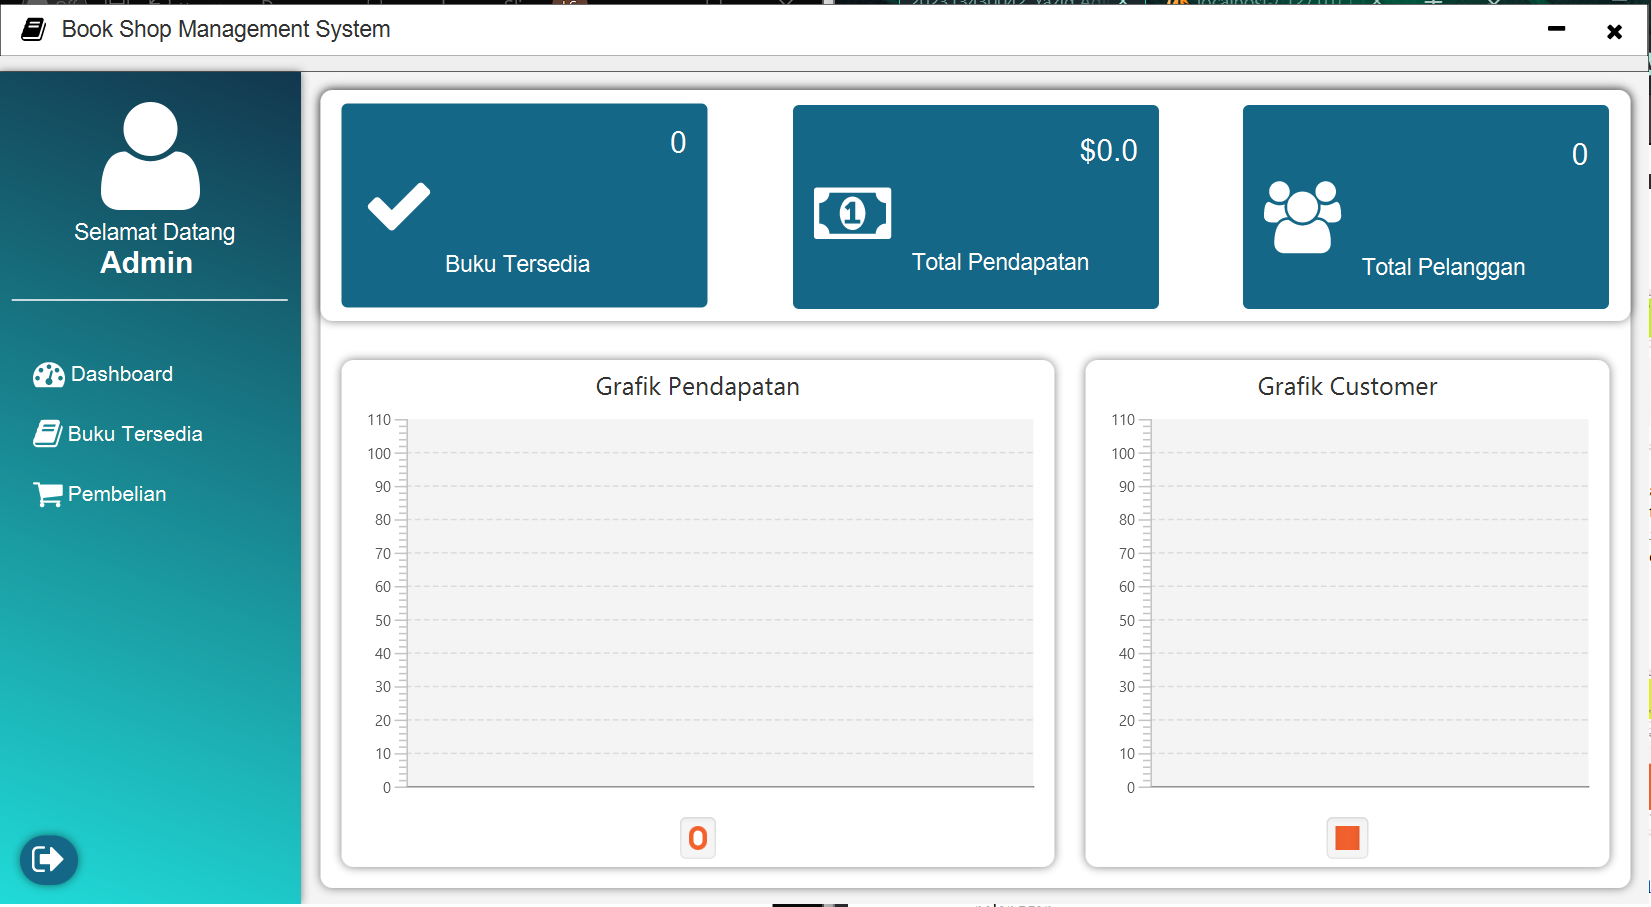 Book Shop Management System
Selamat Datang
Admin
Dashboard
Buku Tersedia
Pembelian
0
Buku Tersedia
$0.0
1
Total Pendapatan
0
Total Pelanggan
Grafik Pendapatan
110
100
90
80
70
60
50
40
30
20
10
0
Grafik Customer
110
100
90
80
70
60
50
40
30
20
10
0